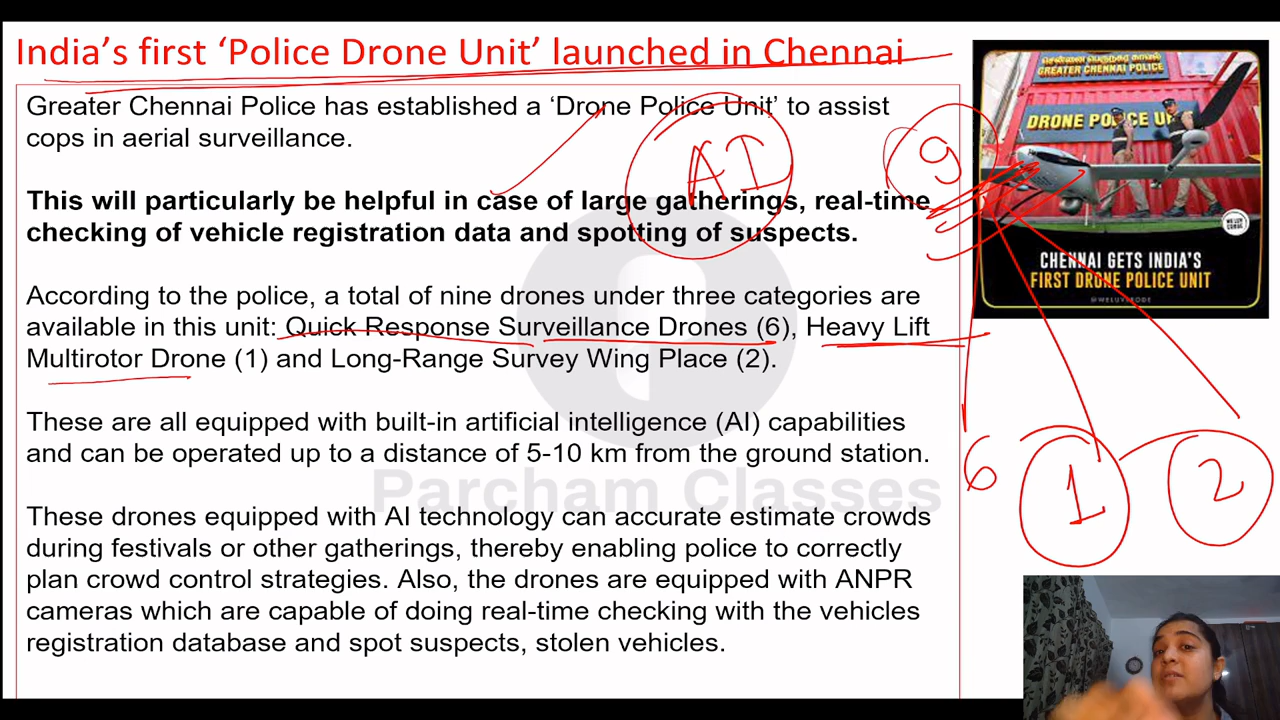 India's first 'Police Drone Unit' launched in Chennai
Greater Chennai Police has established a 'Drone Police Unit' to assist
cops in aerial surveillance.
This will particularly be helpful in case of large gatherings, real-time
checking of vehicle registration data and spotting of suspects.
According to the police, a total of nine drones under three categories are
available in this unit: Quick Response Surveillance Drones (6), Heavy Lift
Multirotor Drone (1) and Long-Range Survey Wing Place (2).
These are all equipped with built-in artificial intelligence (AI) capabilities
and can be operated up to a distance of 5-10 km from the ground station.
These drones equipped with AI technology can accurate estimate crowds
during festivals or other gatherings, thereby enabling police to correctly
plan crowd control strategies. Also, the drones are equipped with ANPR
cameras which are capable of doing real-time checking with the vehicles
registration database and spot suspects, stolen vehicles.
Parcham Classes
AI
9
6
1
2
GREATER CHENNAI POLICE
DRONE POLICE UN
CHENNAI GETS INDIA'S
FIRST DRONE POLICE UNIT